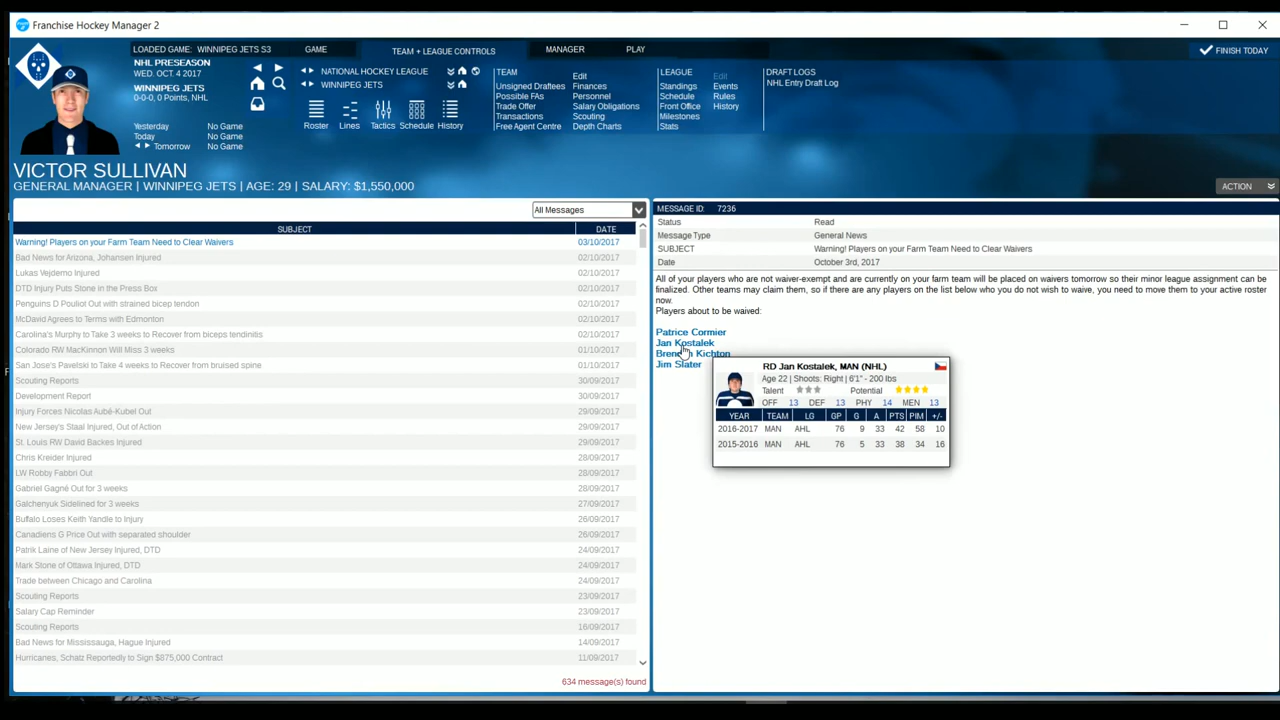 Franchise Hockey Manager 2
LOADED GAME: WINNIPEG JETS S3
GAME
TEAM + LEAGUE CONTROLS
MANAGER
PLAY
FINISH TODAY
NHL PRESEASON
WED. OCT. 4 2017
WINNIPEG JETS
0-0-0, 0 Points, NHL
Yesterday No Game
Today No Game
Tomorrow No Game
NATIONAL HOCKEY LEAGUE
WINNIPEG JETS
Roster Lines Tactics Schedule History
TEAM
Unsigned Draftees
Possible FAs
Trade Offer
Transactions
Free Agent Centre
Edit
Finances
Personnel
Salary Obligations
Scouting
Depth Charts
LEAGUE
Standings
Schedule
Front Office
Milestones
Stats
Edit
Events
Rules
History
DRAFT LOGS
NHL Entry Draft Log
VICTOR SULLIVAN
GENERAL MANAGER | WINNIPEG JETS | AGE: 29 | SALARY: $1,550,000
ACTION
All Messages
SUBJECT DATE
Warning! Players on your Farm Team Need to Clear Waivers 03/10/2017
Bad News for Arizona, Johansen Injured 02/10/2017
Lukas Vejdemo Injured 02/10/2017
DTD Injury Puts Stone in the Press Box 02/10/2017
Penguins D Pouliot Out with strained bicep tendon 02/10/2017
McDavid Agrees to Terms with Edmonton 02/10/2017
Carolina's Murphy to Take 3 weeks to Recover from biceps tendinitis 02/10/2017
Colorado RW MacKinnon Will Miss 3 weeks 01/10/2017
San Jose's Pavelski to Take 4 weeks to Recover from bruised spine 01/10/2017
Scouting Reports 30/09/2017
Development Report 30/09/2017
Injury Forces Nicolas Aubé-Kubel Out 30/09/2017
New Jersey's Staal Injured, Out of Action 30/09/2017
St. Louis RW David Backes Injured 30/09/2017
Chris Kreider Injured 28/09/2017
LW Robby Fabbri Out 28/09/2017
Gabriel Gagné Out for 3 weeks 28/09/2017
Galchenyuk Sidelined for 3 weeks 27/09/2017
Buffalo Loses Keith Yandle to Injury 26/09/2017
Canadiens G Price Out with separated shoulder 26/09/2017
Patrik Laine of New Jersey Injured, DTD 24/09/2017
Mark Stone of Ottawa Injured, DTD 24/09/2017
Trade between Chicago and Carolina 24/09/2017
Scouting Reports 23/09/2017
Salary Cap Reminder 23/09/2017
Scouting Reports 16/09/2017
Bad News for Mississauga, Hague Injured 14/09/2017
Hurricanes, Schatz Reportedly to Sign $875,000 Contract 11/09/2017
634 message(s) found
MESSAGE ID: 7236
Status Read
Message Type General News
SUBJECT Warning! Players on your Farm Team Need to Clear Waivers
Date October 3rd, 2017
All of your players who are not waiver-exempt and are currently on your farm team will be placed on waivers tomorrow so their minor league assignment can be
finalized. Other teams may claim them, so if there are any players on the list below who you do not wish to waive, you need to move them to your active roster
now.
Players about to be waived:
Patrice Cormier
Jan Kostalek
Brendan Kichton
Jim Slater
RD Jan Kostalek, MAN (NHL)
Age 22 | Shoots: Right | 6'1" - 200 lbs
Talent Potential
OFF 13 DEF 13 PHY 14 MEN 13
YEAR TEAM LG GP G A PTS PIM +/-
2016-2017 MAN AHL 76 9 33 42 58 10
2015-2016 MAN AHL 76 5 33 38 34 16